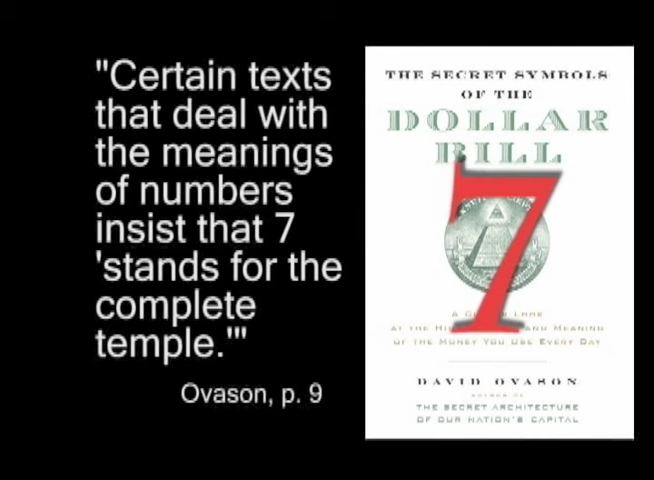 "Certain texts
that deal with
the meanings
of numbers
insist that 7
'stands for the
complete
temple.'"
Ovason, p. 9
THE SECRET SYMBOLS
OF THE
DOLLAR
BILL
7
A
AT THE AND MEANING
OF THE MONEY YOU USE EVERY DAY
DAVID OVASON
AUTHOR OF
THE SECRET ARCHITECTURE
OF OUR NATION'S CAPITAL